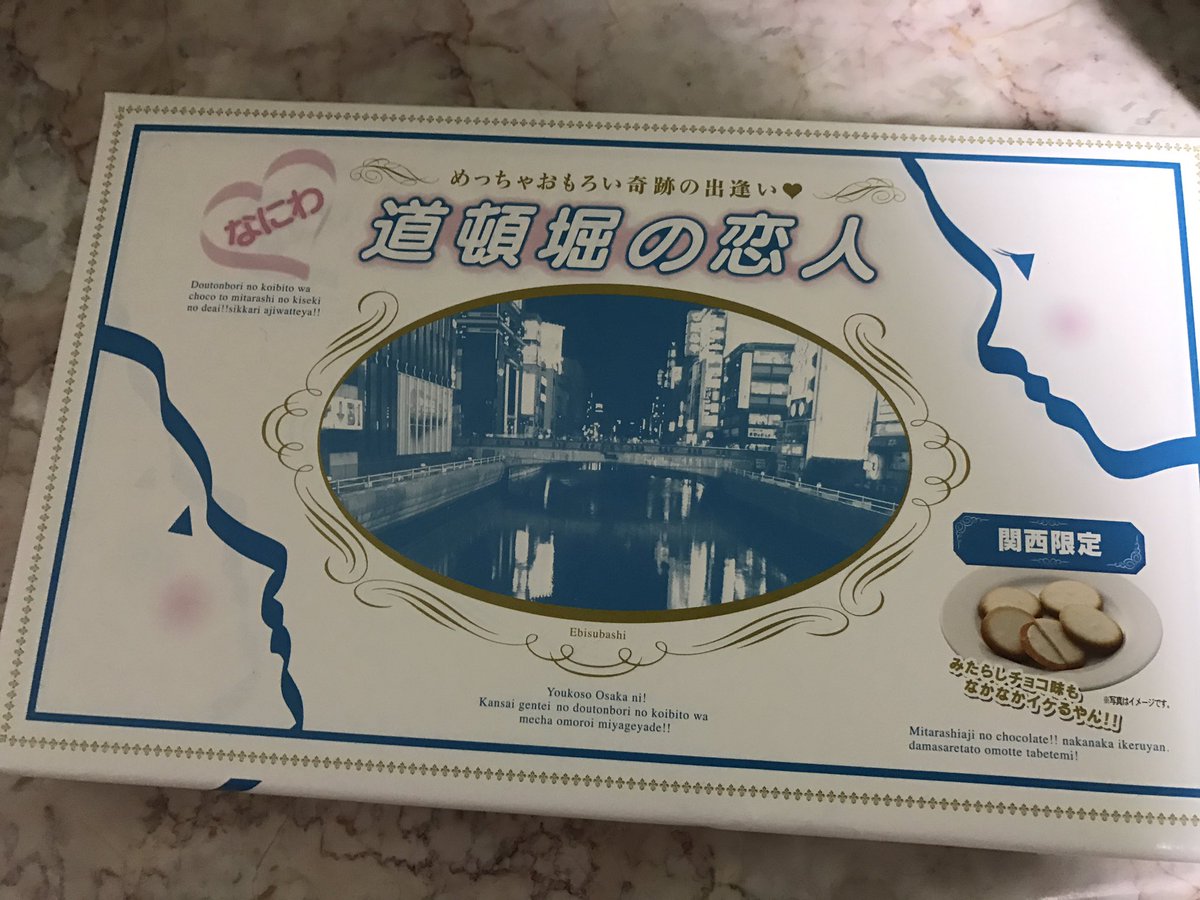 めっちゃおもろい奇跡の出逢い♥
なにわ
道頓堀の恋人
Doutonbori no koibito wa
choco to mitarashi no kiseki
no deai!!sikkari ajiwatteya!!
Ebisubashi
関西限定
みたらしチョコ味も
なかなかイケるやん!!
※写真はイメージです。
Youkoso Osaka ni!
Kansai gentei no doutonbori no koibito wa
mecha omoroi miyageyade!!
Mitarashiaji no chocolate!! nakanaka ikeruyan.
damasaretato omotte tabetemi!